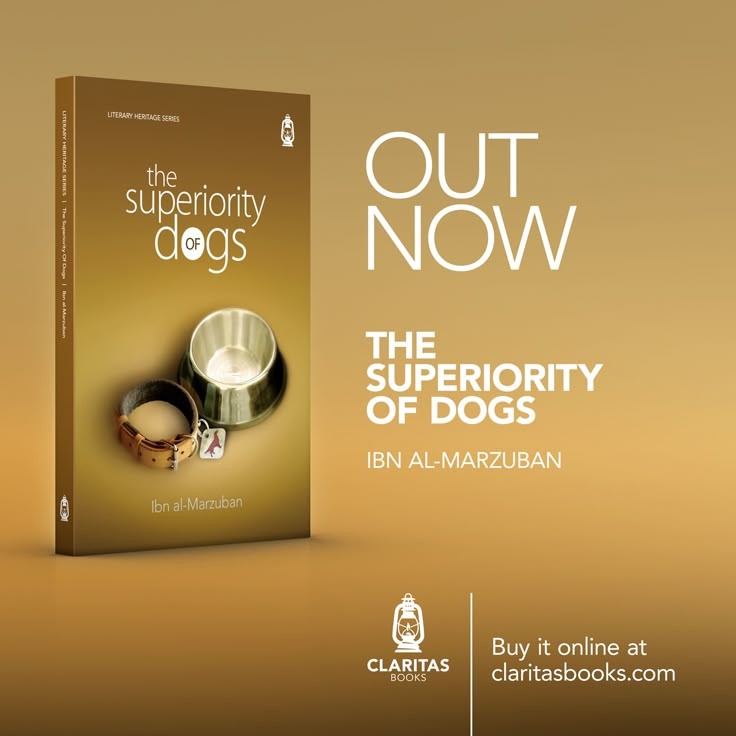 LITERARY HERITAGE SERIES
the
superiority
OF
dogs
Ibn al-Marzuban
LITERARY HERITAGE SERIES | The Superiority Of Dogs | Ibn al-Marzuban
OUT
NOW
THE
SUPERIORITY
OF DOGS
IBN AL-MARZUBAN
CLARITAS
BOOKS
Buy it online at
claritasbooks.com